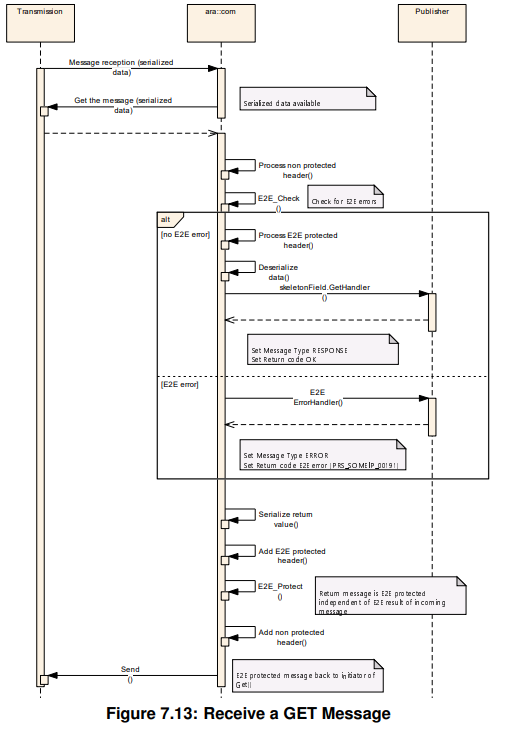 Transmission
ara::com
Publisher
Message reception (serialized
data)
Get the message (serialized
data)
Serialized data available
Process non protected
header()
E2E_Check
()
Check for E2E errors
alt
[no E2E error]
Process E2E protected
header()
Deserialize
data()
skeletonField.GetHandler
()
Set Message Type RESPONSE
Set Return code OK
[E2E error]
E2E
ErrorHandler()
Set Message Type ERROR
Set Return code E2E error [PRS_SOMEIP_00191]
Serialize return
value()
Add E2E protected
header()
E2E_Protect
()
Return message is E2E protected
independent of E2E result of incoming
message
Add non protected
header()
Send
()
E2E protected message back to initiator of
Get()
Figure 7.13: Receive a GET Message